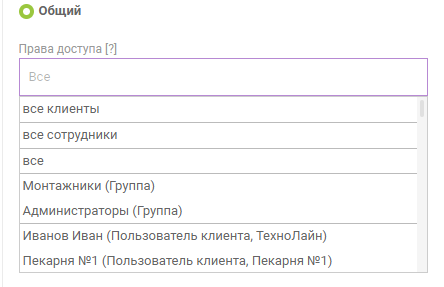 Общий
Права доступа [?]
Все
все клиенты
все сотрудники
все
Монтажники (Группа)
Администраторы (Группа)
Иванов Иван (Пользователь клиента, ТехноЛайн)
Пекарня №1 (Пользователь клиента, Пекарня №1)